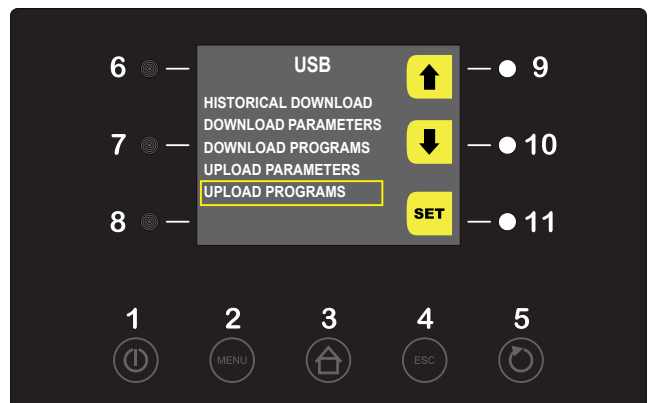 USB
6
9
HISTORICAL DOWNLOAD
DOWNLOAD PARAMETERS
7
DOWNLOAD PROGRAMS
10
UPLOAD PARAMETERS
UPLOAD PROGRAMS
8
SET
11
1 2 3 4 5
MENU ESC